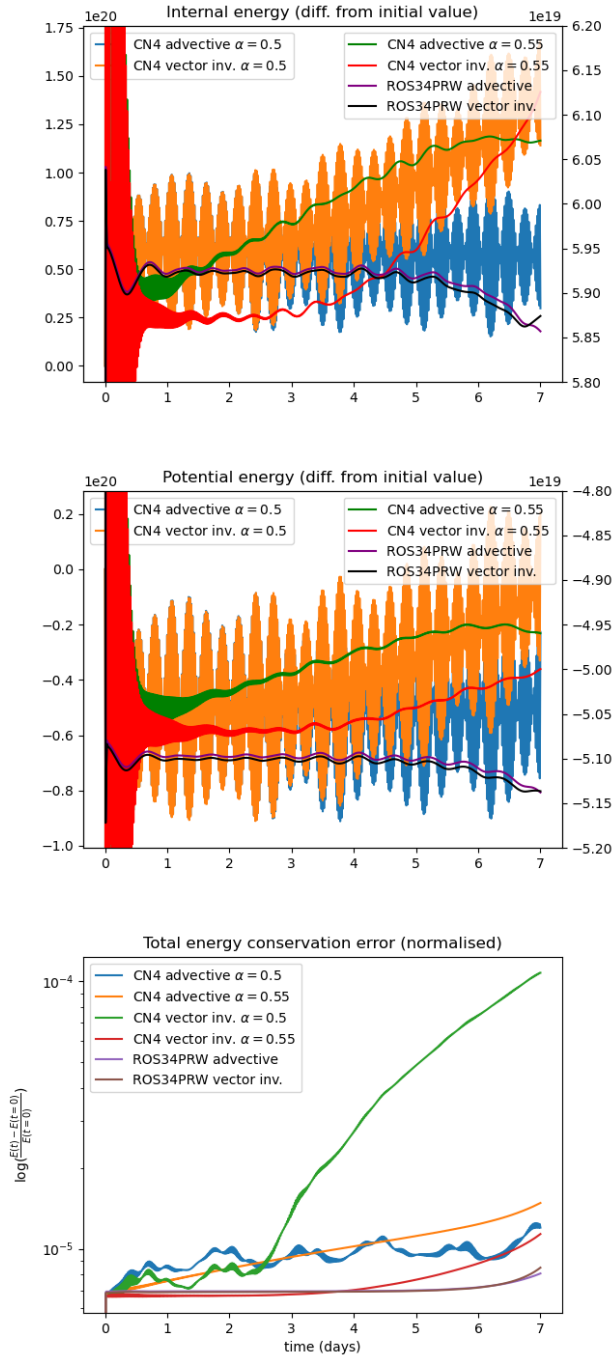 Internal energy (diff. from initial value)
1e20
1e19
CN4 advective α = 0.5
CN4 vector inv. α = 0.5
CN4 advective α = 0.55
CN4 vector inv. α = 0.55
ROS34PRW advective
ROS34PRW vector inv.
1.75
1.50
1.25
1.00
0.75
0.50
0.25
0.00
6.20
6.15
6.10
6.05
6.00
5.95
5.90
5.85
5.80
0 1 2 3 4 5 6 7
Potential energy (diff. from initial value)
1e20
1e19
CN4 advective α = 0.5
CN4 vector inv. α = 0.5
CN4 advective α = 0.55
CN4 vector inv. α = 0.55
ROS34PRW advective
ROS34PRW vector inv.
0.2
0.0
−0.2
−0.4
−0.6
−0.8
−1.0
−4.80
−4.85
−4.90
−4.95
−5.00
−5.05
−5.10
−5.15
−5.20
0 1 2 3 4 5 6 7
Total energy conservation error (normalised)
CN4 advective α = 0.5
CN4 advective α = 0.55
CN4 vector inv. α = 0.5
CN4 vector inv. α = 0.55
ROS34PRW advective
ROS34PRW vector inv.
10⁻⁴
10⁻⁵
log(E(t) − E(t=0) / E(t=0))
0 1 2 3 4 5 6 7
time (days)